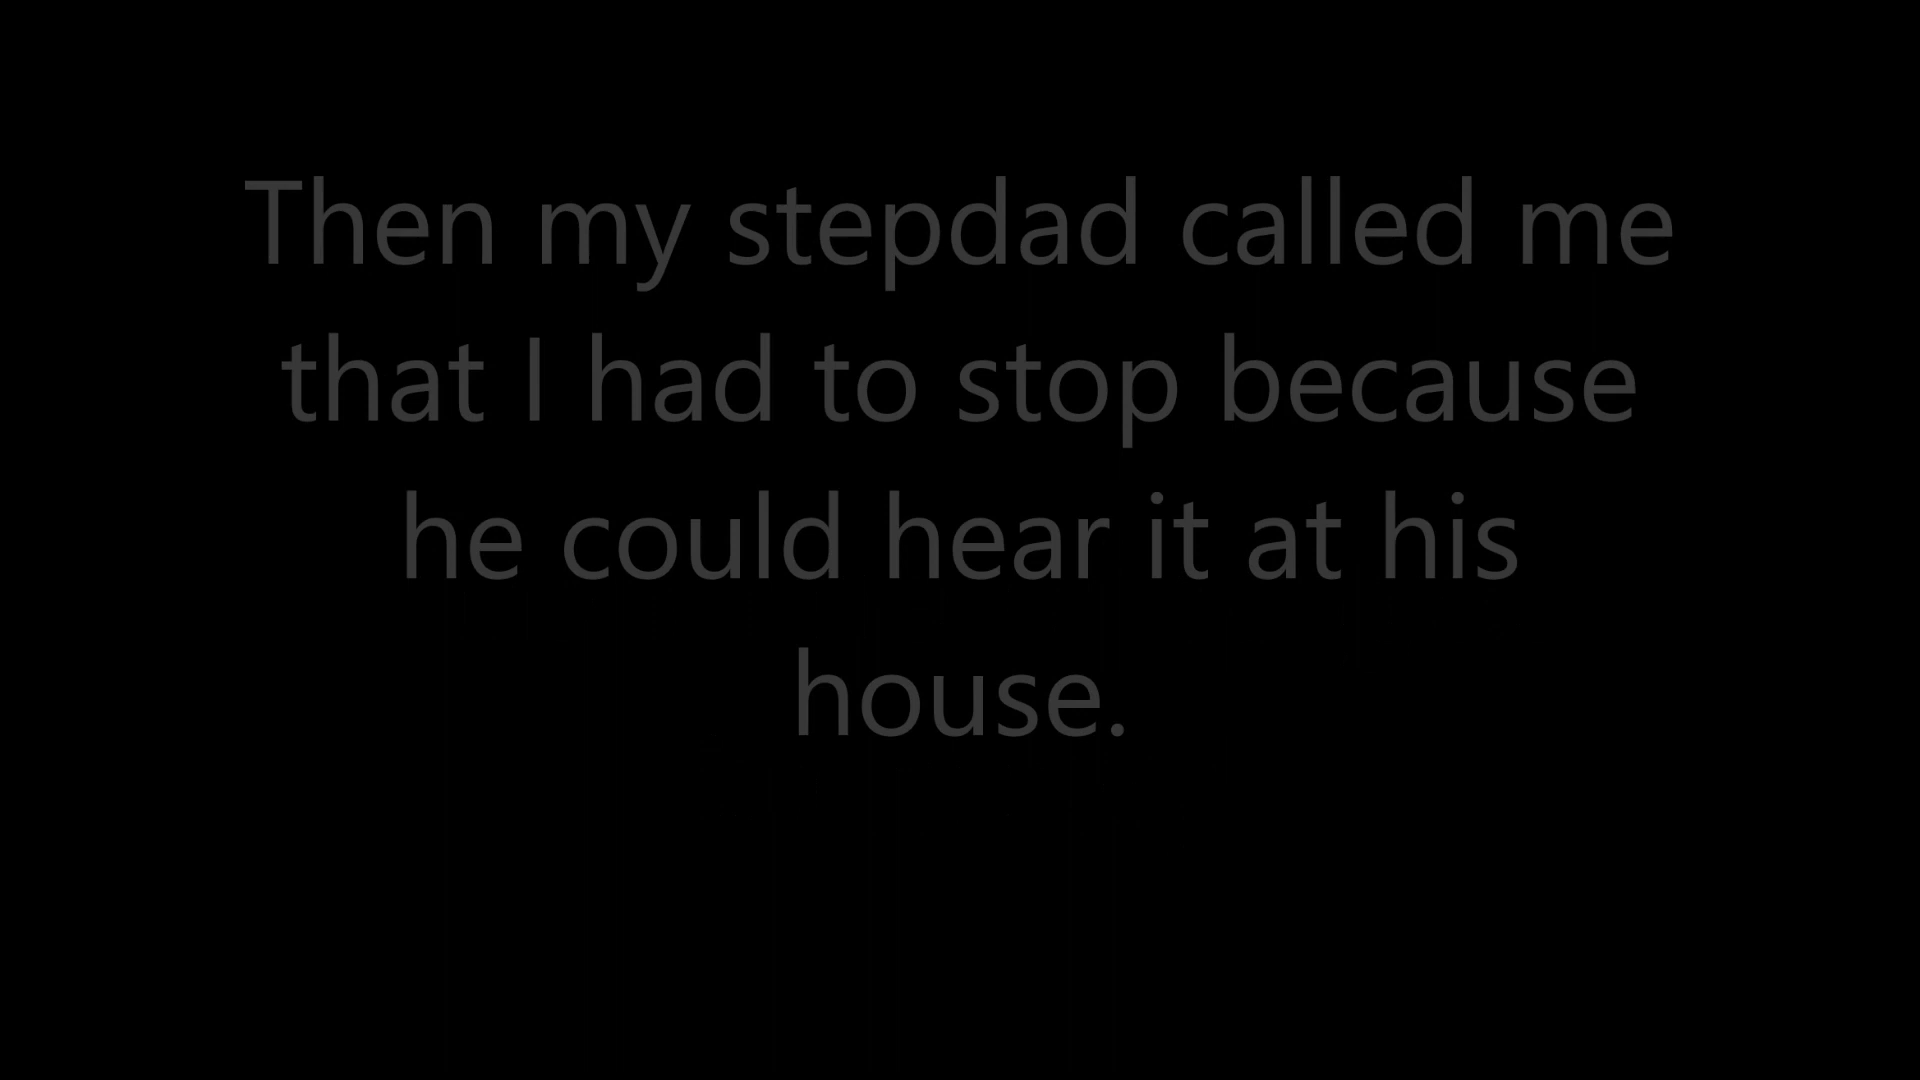 Then my stepdad called me
that I had to stop because
he could hear it at his
house.